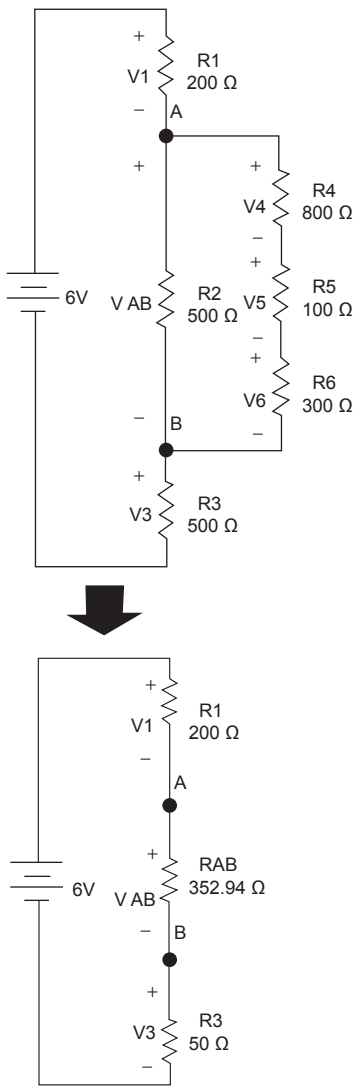 +
R1
V1
200 Ω
−
A
+
+
R4
V4
800 Ω
−
+
6V
V AB
R2
500 Ω
V5
R5
100 Ω
−
+
R6
V6
300 Ω
−
B
−
+
R3
V3
500 Ω
+
R1
V1
200 Ω
−
A
+
RAB
6V
352.94 Ω
V AB
−
B
+
R3
V3
50 Ω
−